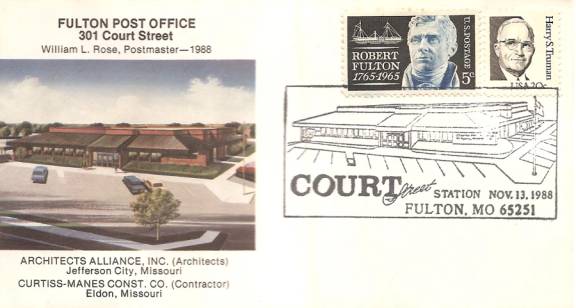 FULTON POST OFFICE
301 Court Street
William L. Rose, Postmaster—1988
ROBERT
FULTON
1765-1965
U.S. POSTAGE
5¢
Harry S. Truman
USA 20c
COURT Street STATION NOV. 13, 1988
FULTON, MO 65251
ARCHITECTS ALLIANCE, INC. (Architects)
Jefferson City, Missouri
CURTISS-MANES CONST. CO. (Contractor)
Eldon, Missouri